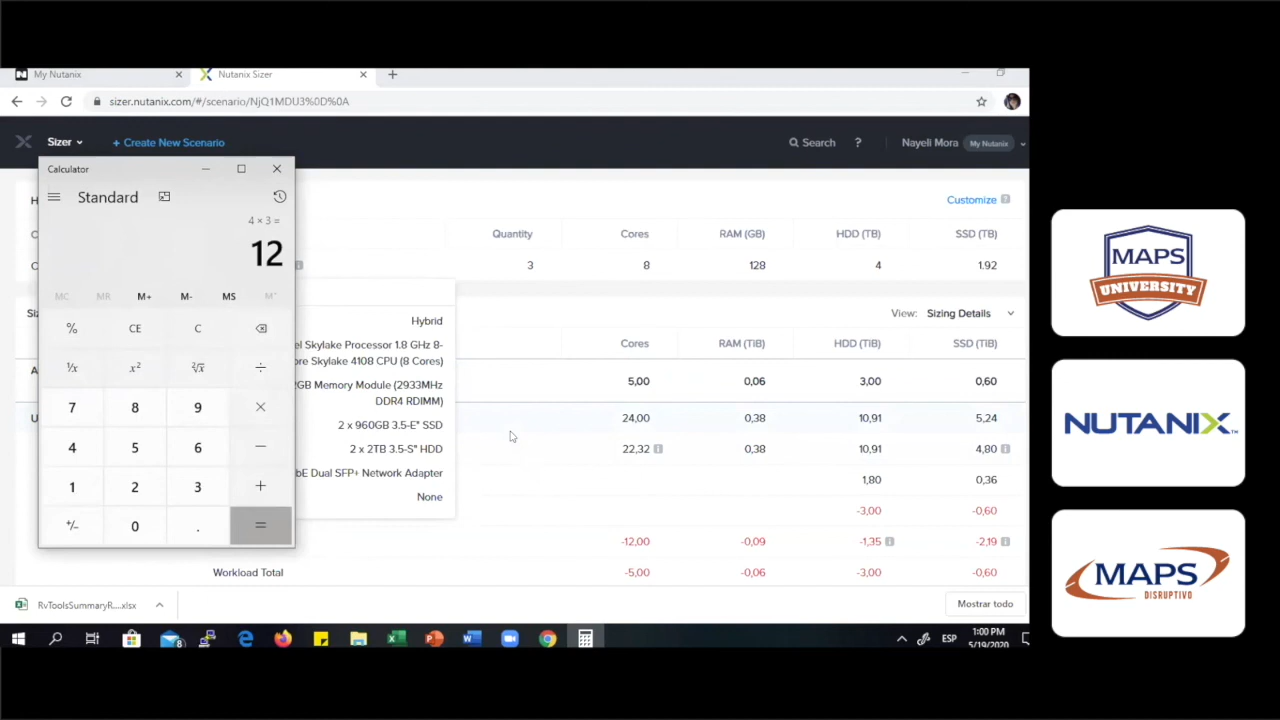 My Nutanix
Nutanix Sizer
sizer.nutanix.com/#/scenario/NjQ1MDU3%0D%0A
Sizer
+ Create New Scenario
Search
?
Nayeli Mora
My Nutanix
Calculator
Standard
4 × 3 =
12
MC MR M+ M- MS M˅
% CE C
¹/x x² ²√x ÷
7 8 9 ×
4 5 6 −
1 2 3 +
+/- 0 . =
Customize ?
Quantity Cores RAM (GB) HDD (TB) SSD (TB)
3 8 128 4 1.92
View: Sizing Details
Cores RAM (TiB) HDD (TiB) SSD (TiB)
5,00 0,06 3,00 0,60
24,00 0,38 10,91 5,24
22,32 0,38 10,91 4,80
1,80 0,36
-3,00 -0,60
-12,00 -0,09 -1,35 -2,19
Workload Total -5,00 -0,06 -3,00 -0,60
Hybrid
el Skylake Processor 1.8 GHz 8-
ore Skylake 4108 CPU (8 Cores)
2GB Memory Module (2933MHz
DDR4 RDIMM)
2 x 960GB 3.5-E" SSD
2 x 2TB 3.5-S" HDD
bE Dual SFP+ Network Adapter
None
RvToolsSummaryR....xlsx
Mostrar todo
8
ESP
1:00 PM
5/19/2020
MAPS
UNIVERSITY
NUTANIX™
MAPS
DISRUPTIVO